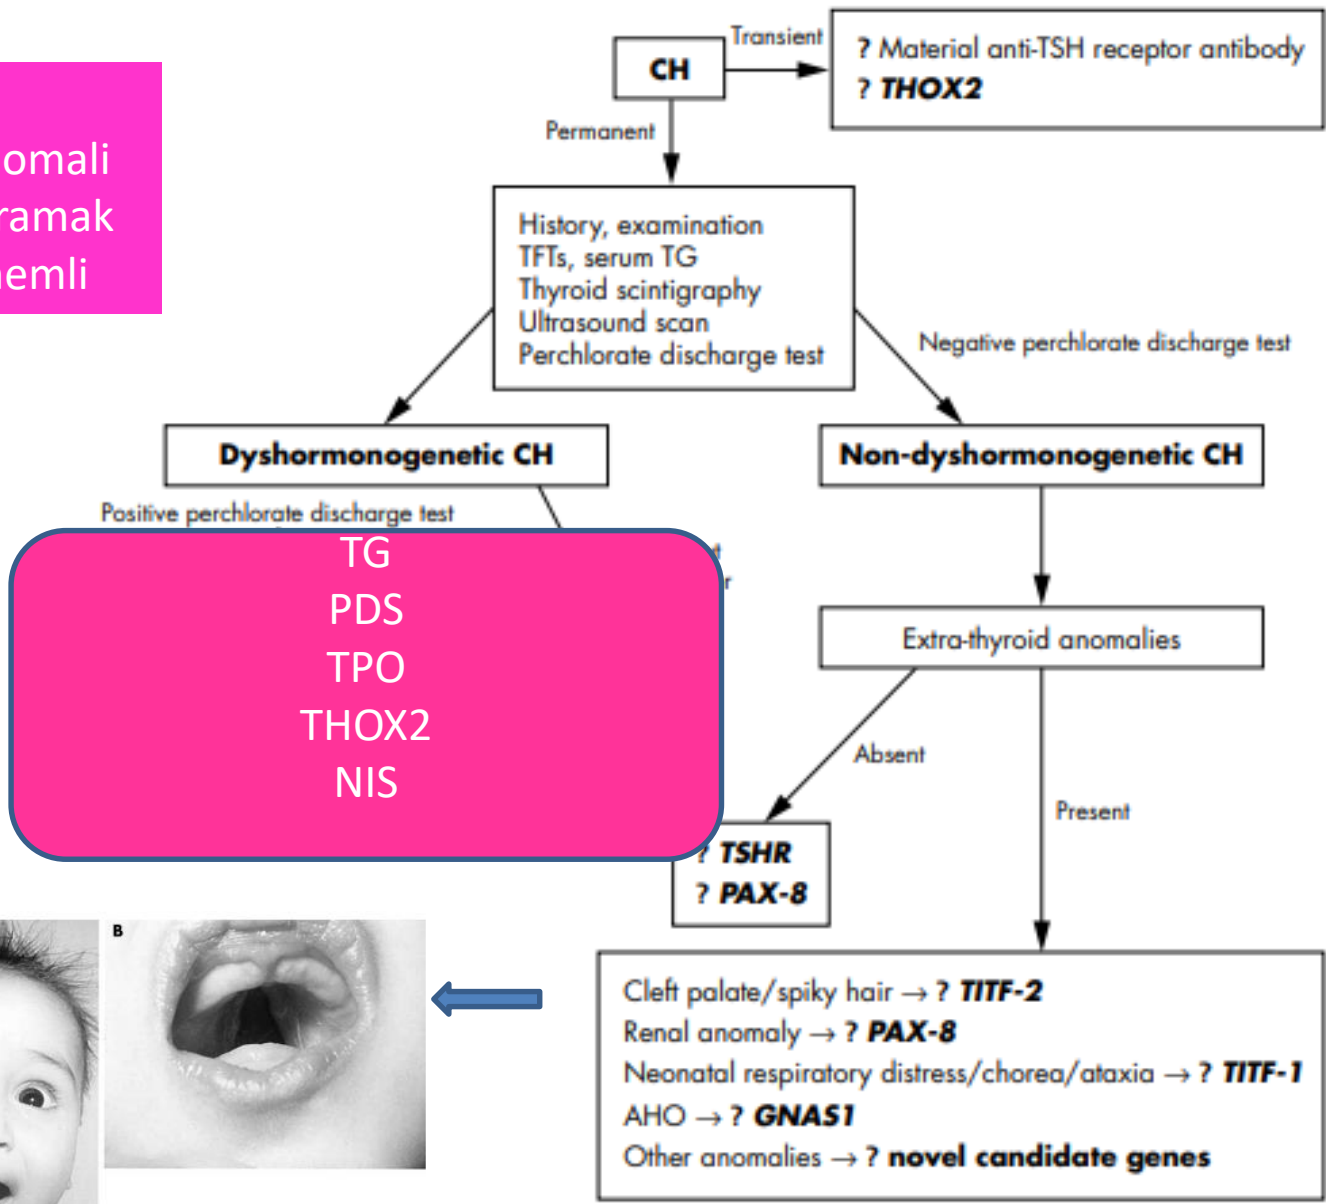 Transient
CH
? Material anti-TSH receptor antibody
? THOX2
omali
ramak
emli
Permanent
History, examination
TFTs, serum TG
Thyroid scintigraphy
Ultrasound scan
Perchlorate discharge test
Negative perchlorate discharge test
Dyshormonogenetic CH
Non-dyshormonogenetic CH
Positive perchlorate discharge test
TG
PDS
TPO
THOX2
NIS
t
r
Extra-thyroid anomalies
Absent
Present
? TSHR
? PAX-8
B
Cleft palate/spiky hair → ? TITF-2
Renal anomaly → ? PAX-8
Neonatal respiratory distress/chorea/ataxia → ? TITF-1
AHO → ? GNAS1
Other anomalies → ? novel candidate genes